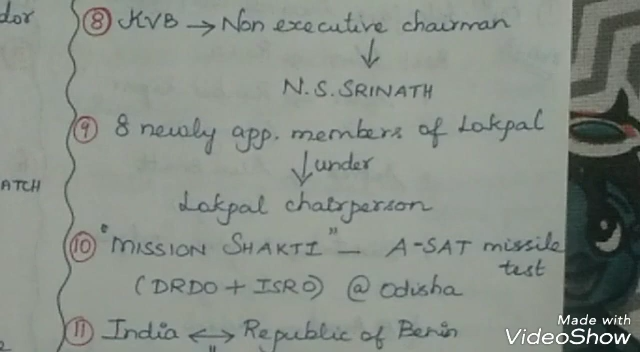 dor
⑧ KVB → Non executive chairman
↓
N.S. SRINATH
⑨ 8 newly app. members of Lokpal
↓ under
Lokpal chairperson
ATCH
⑩ "MISSION SHAKTI" – A-SAT missile
test
(DRDO + ISRO) @ Odisha
⑪ India ↔ Republic of Benin
Made with
VideoShow